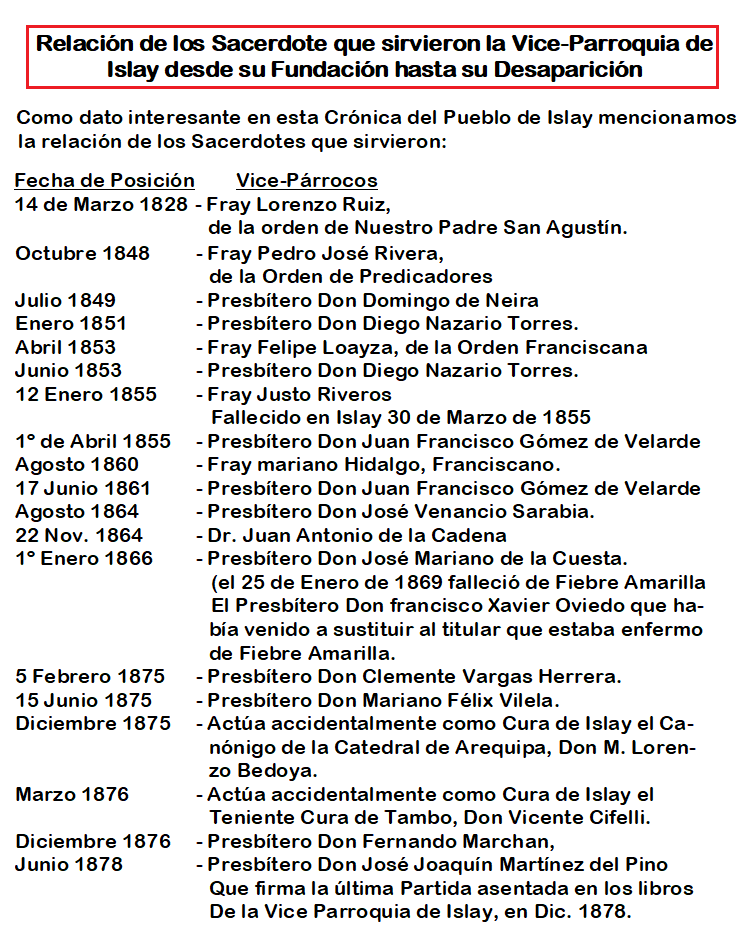 Relación de los Sacerdote que sirvieron la Vice-Parroquia de
Islay desde su Fundación hasta su Desaparición
Como dato interesante en esta Crónica del Pueblo de Islay mencionamos
la relación de los Sacerdotes que sirvieron:
Fecha de Posición Vice-Párrocos
14 de Marzo 1828 - Fray Lorenzo Ruiz,
de la orden de Nuestro Padre San Agustín.
Octubre 1848 - Fray Pedro José Rivera,
de la Orden de Predicadores
Julio 1849 - Presbítero Don Domingo de Neira
Enero 1851 - Presbítero Don Diego Nazario Torres.
Abril 1853 - Fray Felipe Loayza, de la Orden Franciscana
Junio 1853 - Presbítero Don Diego Nazario Torres.
12 Enero 1855 - Fray Justo Riveros
Fallecido en Islay 30 de Marzo de 1855
1º de Abril 1855 - Presbítero Don Juan Francisco Gómez de Velarde
Agosto 1860 - Fray mariano Hidalgo, Franciscano.
17 Junio 1861 - Presbítero Don Juan Francisco Gómez de Velarde
Agosto 1864 - Presbítero Don José Venancio Sarabia.
22 Nov. 1864 - Dr. Juan Antonio de la Cadena
1º Enero 1866 - Presbítero Don José Mariano de la Cuesta.
(el 25 de Enero de 1869 falleció de Fiebre Amarilla
El Presbítero Don francisco Xavier Oviedo que ha-
bía venido a sustituir al titular que estaba enfermo
de Fiebre Amarilla.
5 Febrero 1875 - Presbítero Don Clemente Vargas Herrera.
15 Junio 1875 - Presbítero Don Mariano Félix Vilela.
Diciembre 1875 - Actúa accidentalmente como Cura de Islay el Ca-
nónigo de la Catedral de Arequipa, Don M. Loren-
zo Bedoya.
Marzo 1876 - Actúa accidentalmente como Cura de Islay el
Teniente Cura de Tambo, Don Vicente Cifelli.
Diciembre 1876 - Presbítero Don Fernando Marchan,
Junio 1878 - Presbítero Don José Joaquín Martínez del Pino
Que firma la última Partida asentada en los libros
De la Vice Parroquia de Islay, en Dic. 1878.